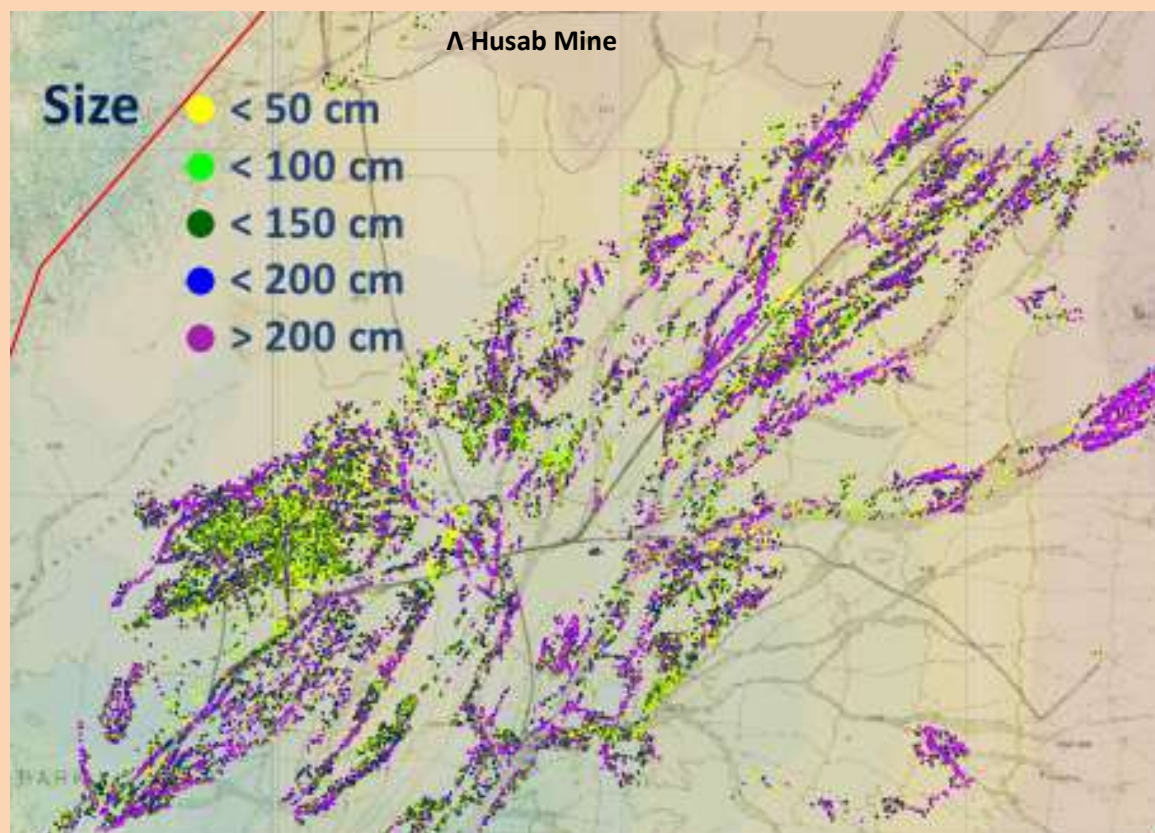 Λ Husab Mine
Size
< 50 cm
< 100 cm
< 150 cm
< 200 cm
> 200 cm